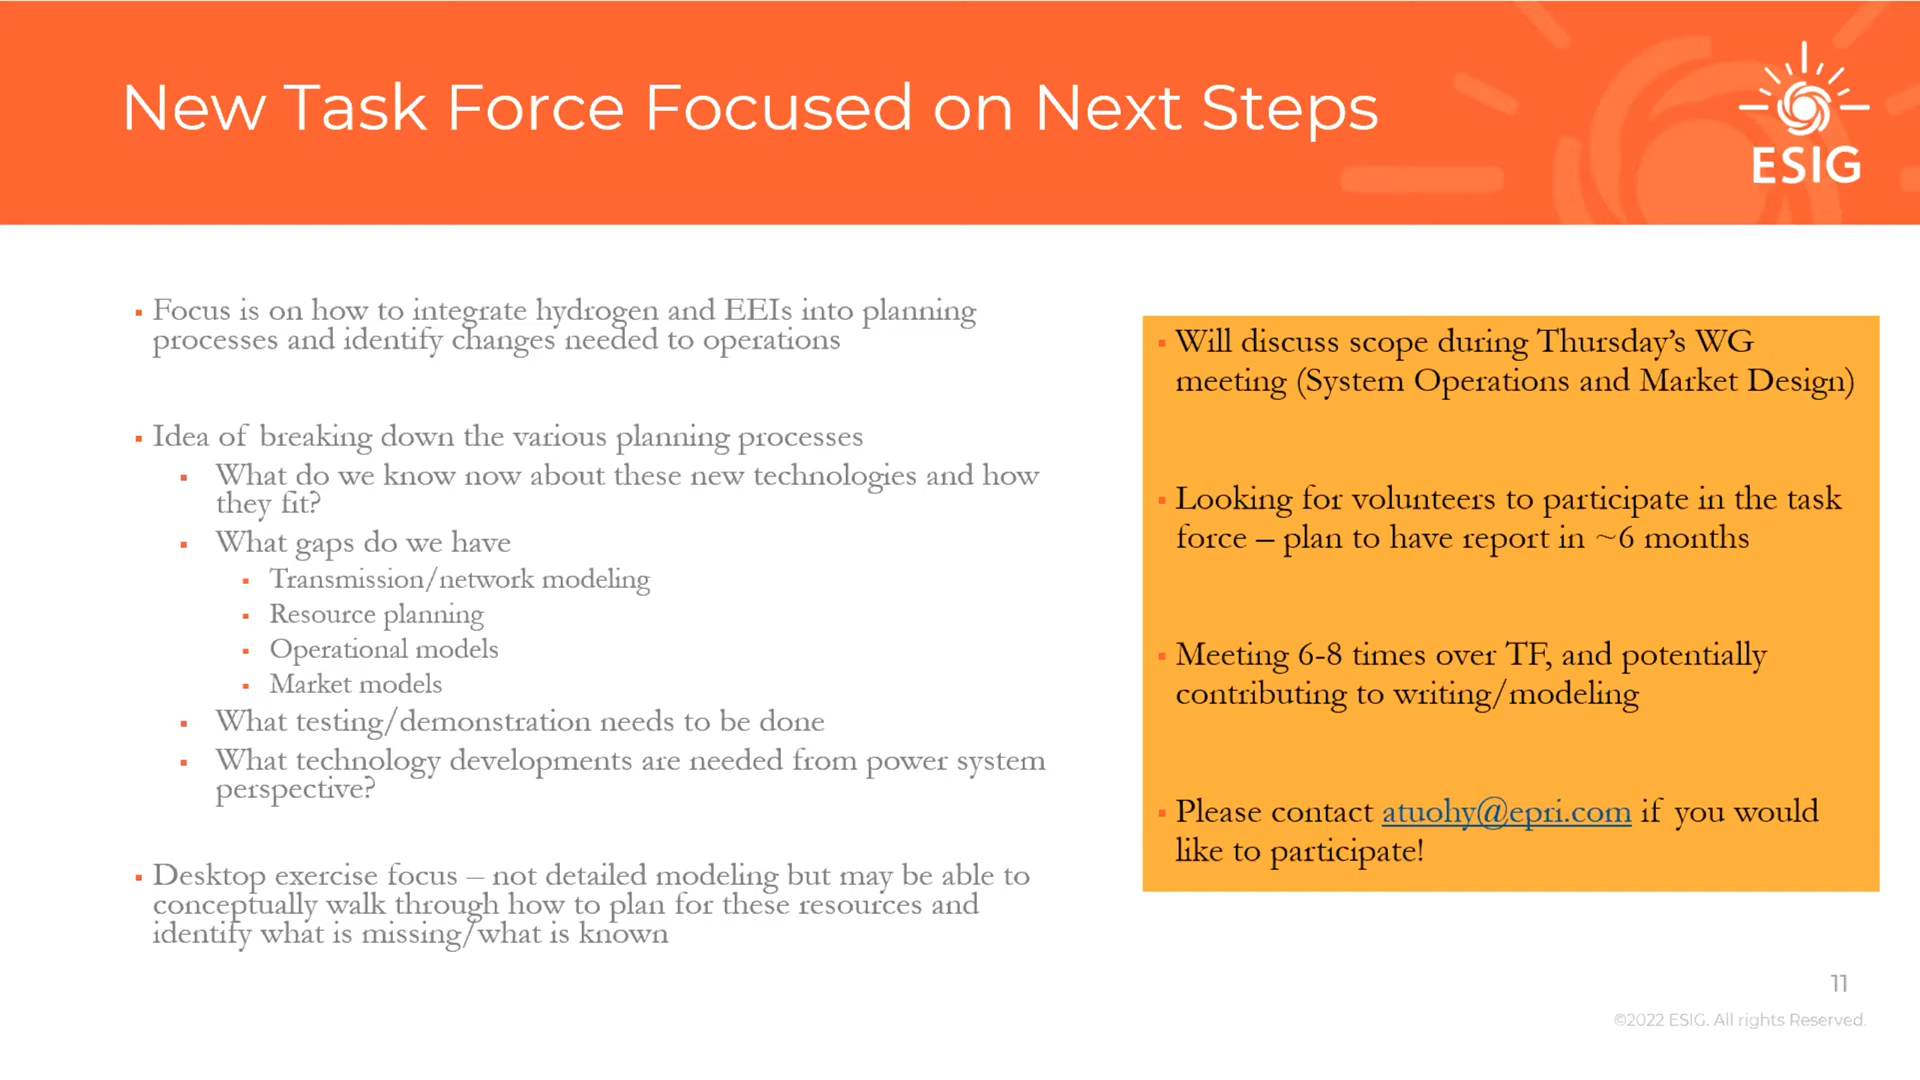 New Task Force Focused on Next Steps
ESIG
Focus is on how to integrate hydrogen and EEIs into planning
processes and identify changes needed to operations
Idea of breaking down the various planning processes
What do we know now about these new technologies and how
they fit?
What gaps do we have
Transmission/network modeling
Resource planning
Operational models
Market models
What testing/demonstration needs to be done
What technology developments are needed from power system
perspective?
Desktop exercise focus – not detailed modeling but may be able to
conceptually walk through how to plan for these resources and
identify what is missing/what is known
Will discuss scope during Thursday’s WG
meeting (System Operations and Market Design)
Looking for volunteers to participate in the task
force – plan to have report in ~6 months
Meeting 6-8 times over TF, and potentially
contributing to writing/modeling
Please contact atuohy@epri.com if you would
like to participate!
11
©2022 ESIG. All rights Reserved.